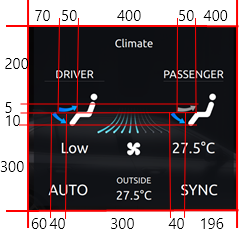 70 50 400 50 400
200
Climate
DRIVER PASSENGER
5
10
Low 27.5°C
300
AUTO OUTSIDE 27.5°C SYNC
60 40 300 40 196